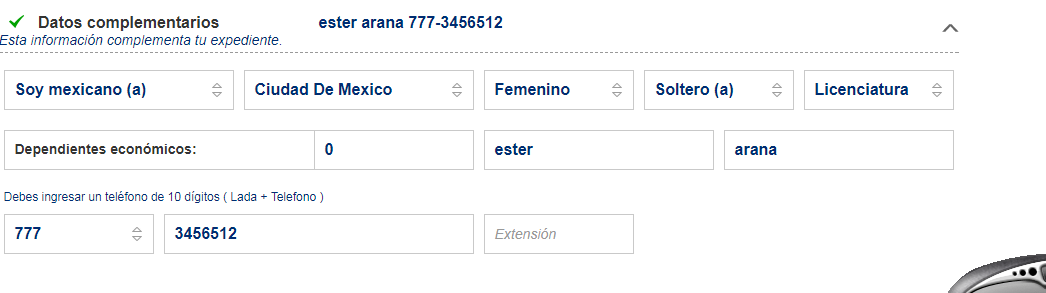 Datos complementarios ester arana 777-3456512
Esta información complementa tu expediente.
Soy mexicano (a) Ciudad De Mexico Femenino Soltero (a) Licenciatura
Dependientes económicos: 0 ester arana
Debes ingresar un teléfono de 10 dígitos ( Lada + Telefono )
777 3456512 Extensión